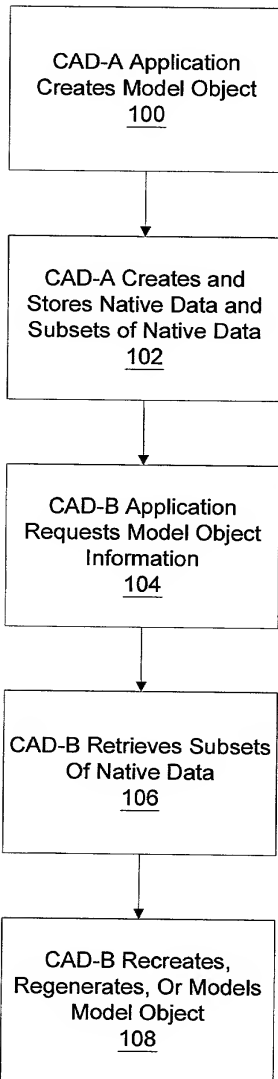 CAD-A Application
Creates Model Object
100
CAD-A Creates and
Stores Native Data and
Subsets of Native Data
102
CAD-B Application
Requests Model Object
Information
104
CAD-B Retrieves Subsets
Of Native Data
106
CAD-B Recreates,
Regenerates, Or Models
Model Object
108